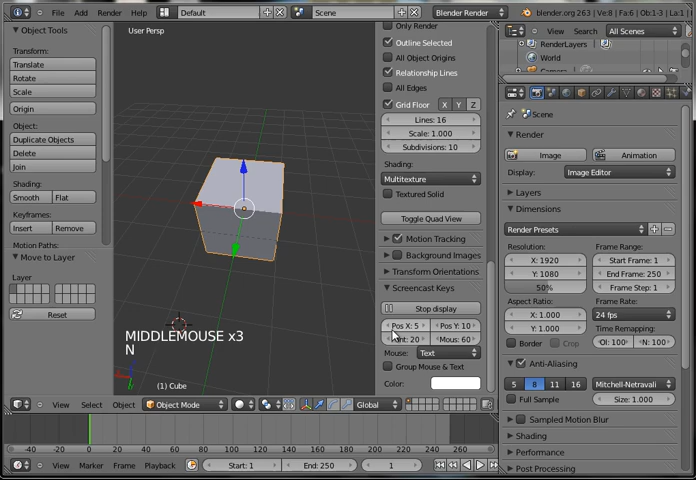 File Add Render Help
Default
Scene
Blender Render
blender.org 263 | Ve:8 | Fa:6 | Ob:1-3 | La:1
Object Tools
Transform:
Translate
Rotate
Scale
Origin
Object:
Duplicate Objects
Delete
Join
Shading:
Smooth Flat
Keyframes:
Insert Remove
Motion Paths:
Move to Layer
Layer
Reset
User Persp
MIDDLEMOUSE x3
N
(1) Cube
Only Render
Outline Selected
All Object Origins
Relationship Lines
All Edges
Grid Floor X Y Z
Lines: 16
Scale: 1.000
Subdivisions: 10
Shading:
Multitexture
Textured Solid
Toggle Quad View
Motion Tracking
Background Images
Transform Orientations
Screencast Keys
Stop display
Pos X: 5 Pos Y: 10
nt: 20 Mous: 60
Mouse: Text
Group Mouse & Text
Color:
View Search All Scenes
RenderLayers
World
Camera
Scene
Render
Image Animation
Display: Image Editor
Layers
Dimensions
Render Presets
Resolution: Frame Range:
X: 1920 Start Frame: 1
Y: 1080 End Frame: 250
50% Frame Step: 1
Aspect Ratio: Frame Rate:
X: 1.000 24 fps
Y: 1.000 Time Remapping:
Border Crop O: 100 N: 100
Anti-Aliasing
5 8 11 16 Mitchell-Netravali
Full Sample Size: 1.000
Sampled Motion Blur
Shading
Performance
Post Processing
View Select Object Object Mode Global
-40 -20 0 20 40 60 80 100 120 140 160 180 200 220 240 260
View Marker Frame Playback Start: 1 End: 250 1